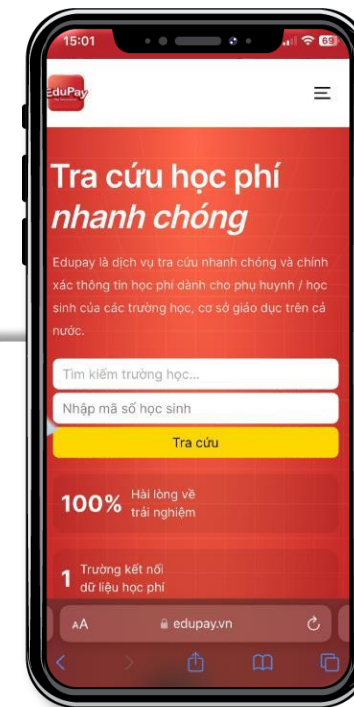 15:01
69
EduPay
Tra cứu học phí
nhanh chóng
Edupay là dịch vụ tra cứu nhanh chóng và chính
xác thông tin học phí dành cho phụ huynh / học
sinh của các trường học, cơ sở giáo dục trên cả
nước.
Tìm kiếm trường học...
Nhập mã số học sinh
Tra cứu
100% Hài lòng về
trải nghiệm
1 Trường kết nối
dữ liệu học phí
AA edupay.vn